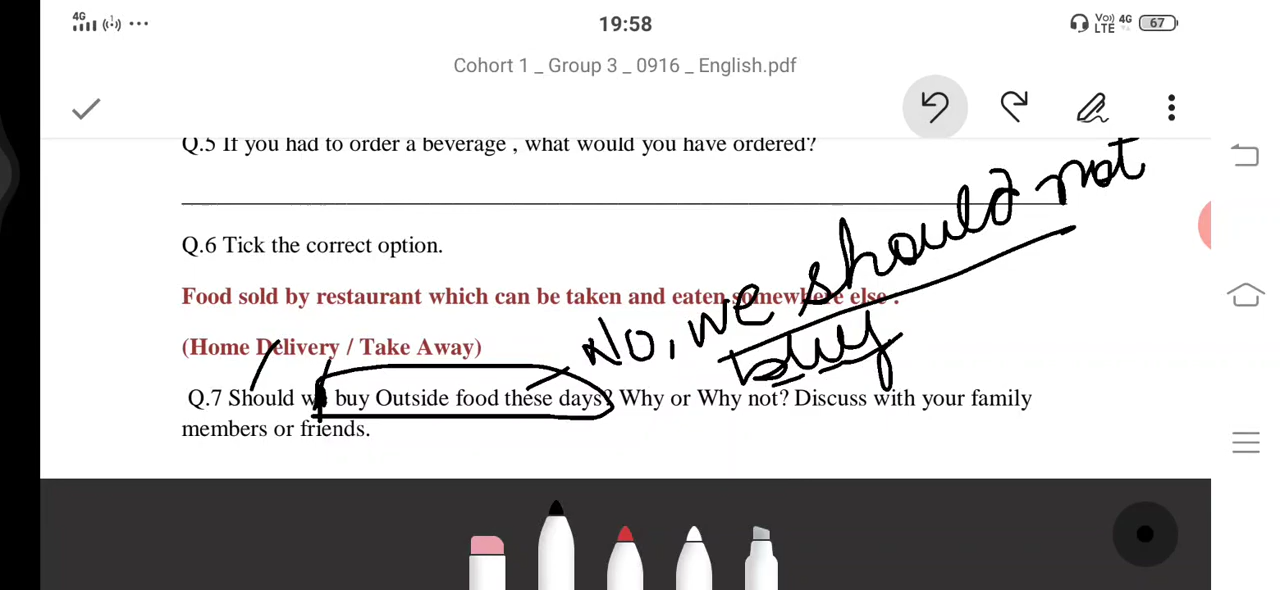 4G
19:58
Vo)) 4G
LTE
67
Cohort 1 _ Group 3 _ 0916 _ English.pdf
Q.5 If you had to order a beverage , what would you have ordered?
Q.6 Tick the correct option.
Food sold by restaurant which can be taken and eaten somewhere else .
(Home Delivery / Take Away)
No, we should not
buy
Q.7 Should we buy Outside food these days? Why or Why not? Discuss with your family
members or friends.